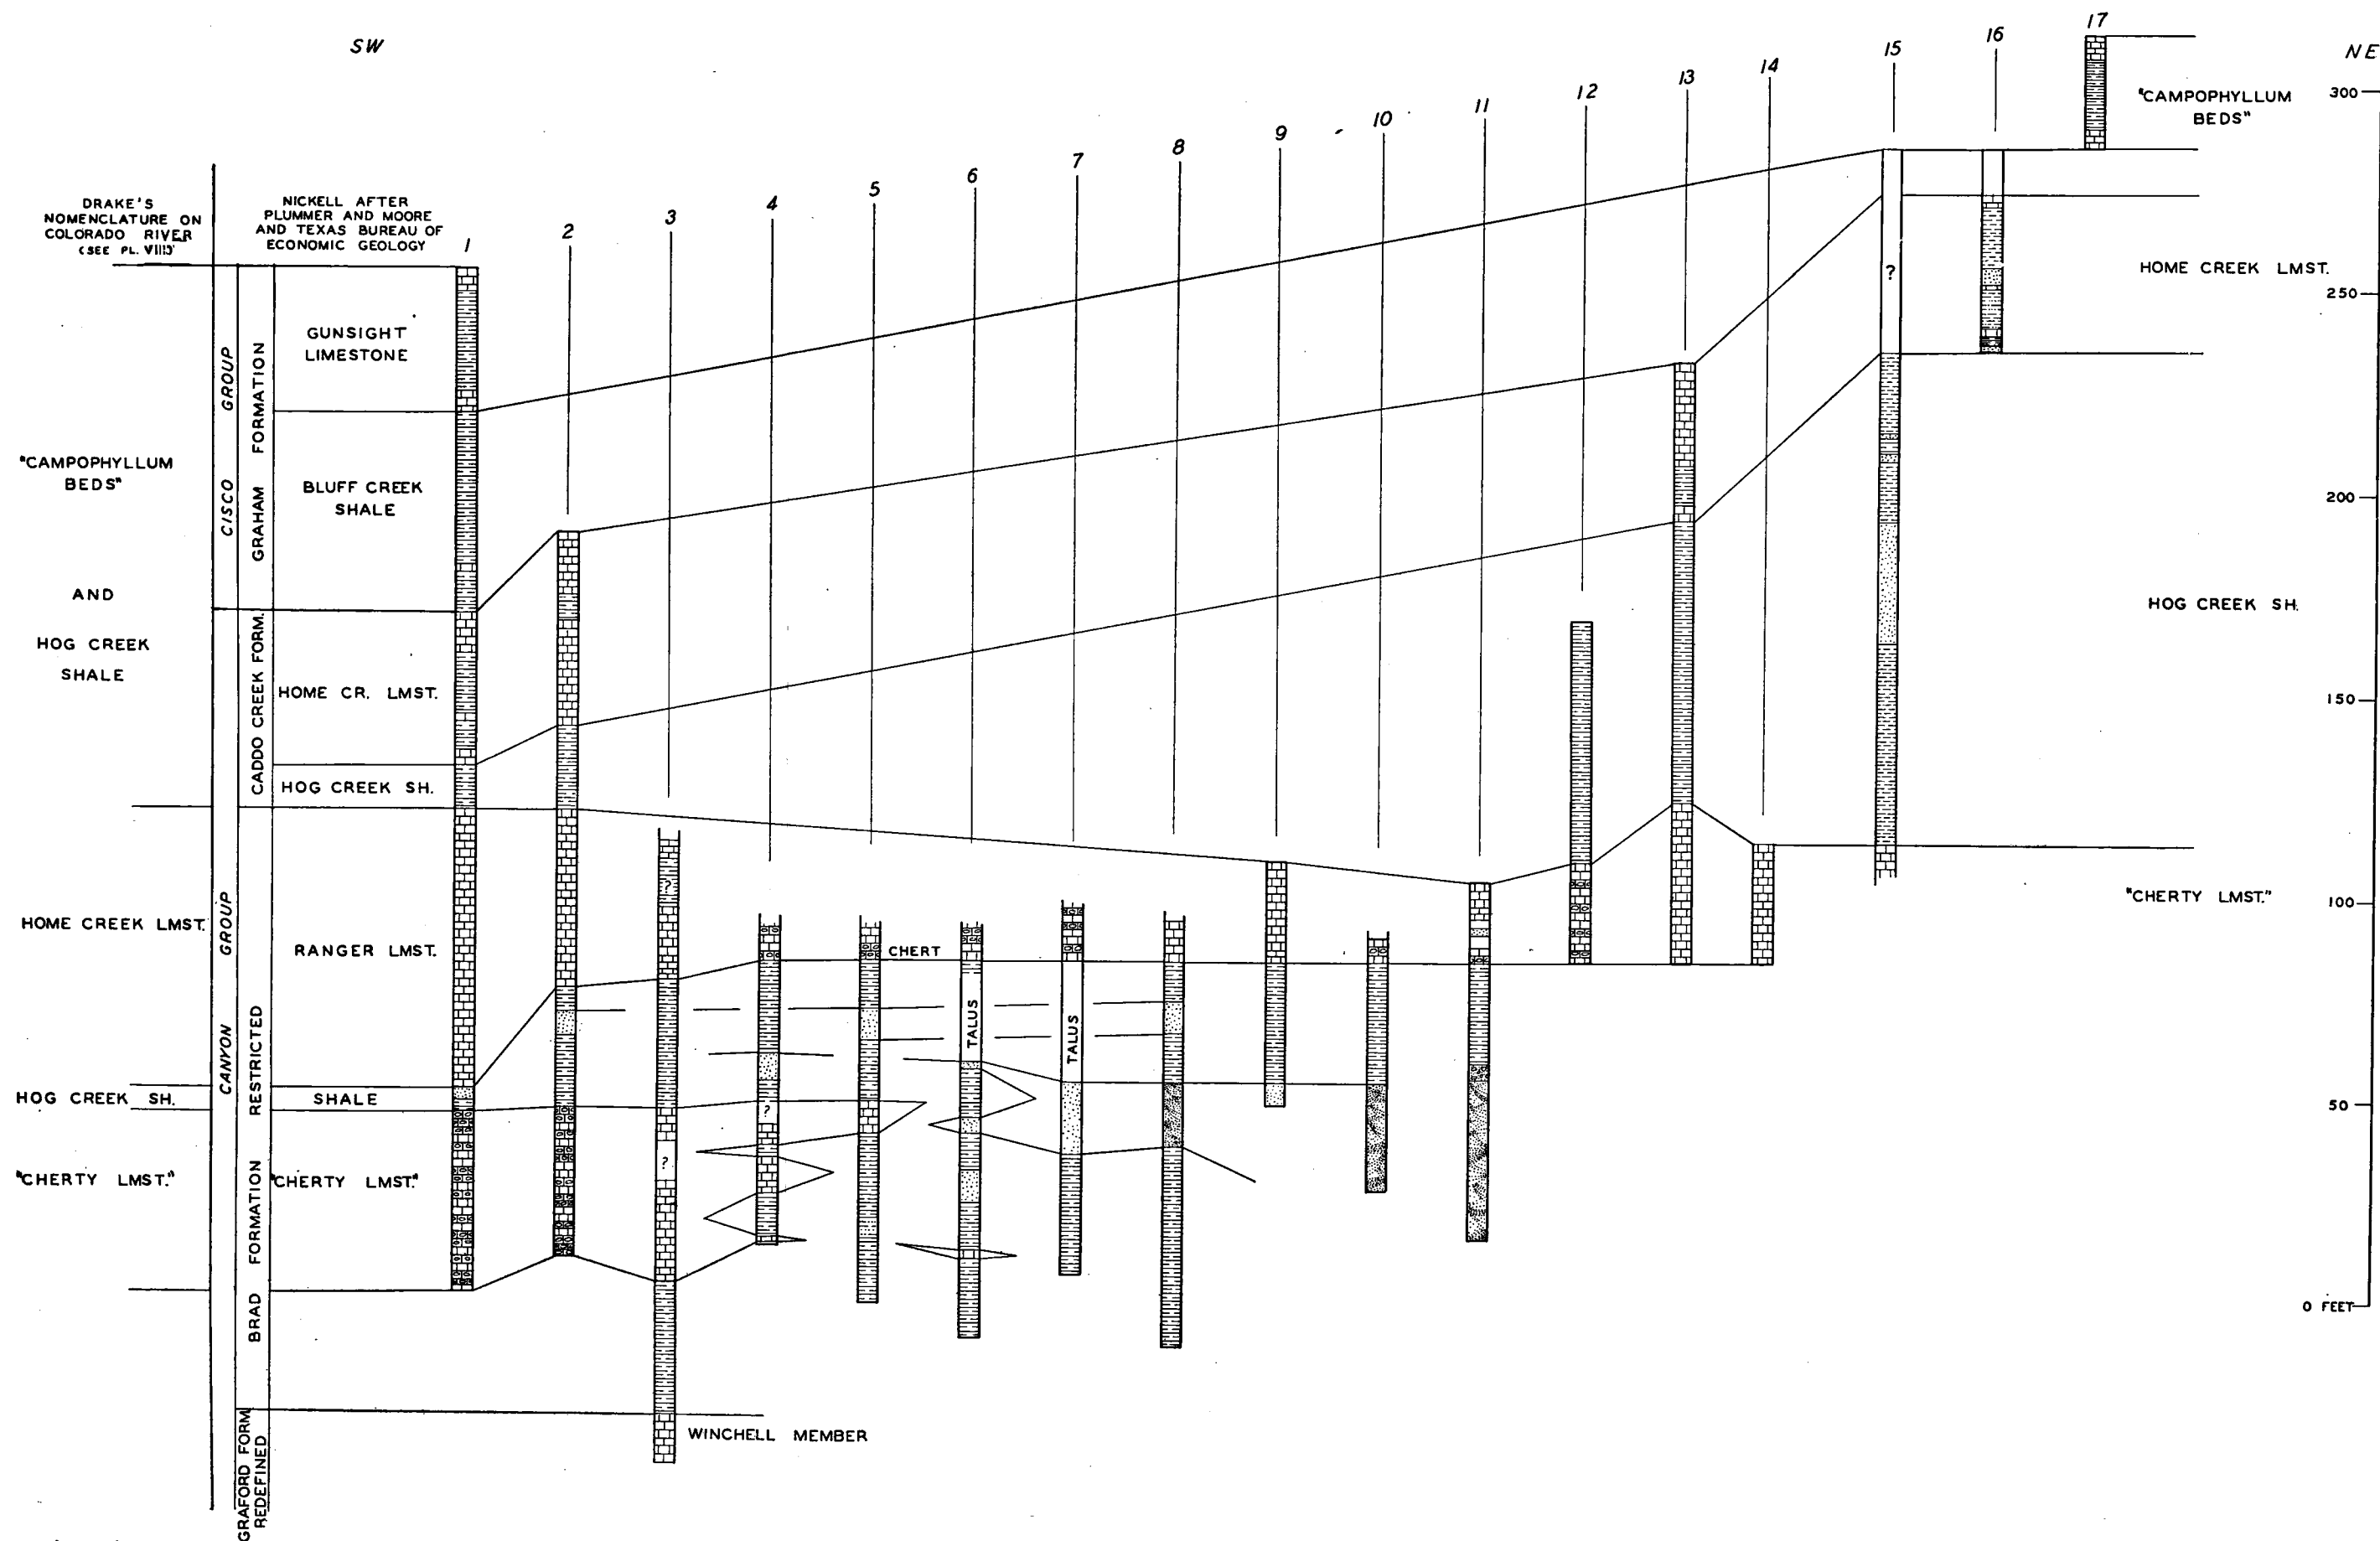 SW
NE
1
2
3
4
5
6
7
8
9
10
11
12
13
14
15
16
17
DRAKE'S
NOMENCLATURE ON
COLORADO RIVER
(SEE PL. VIII)
NICKELL AFTER
PLUMMER AND MOORE
AND TEXAS BUREAU OF
ECONOMIC GEOLOGY
"CAMPOPHYLLUM
BEDS"
AND
HOG CREEK
SHALE
HOME CREEK LMST.
HOG CREEK SH.
"CHERTY LMST."
CISCO GROUP
CANYON GROUP
GRAHAM FORMATION
CADDO CREEK FORM.
BRAD FORMATION RESTRICTED
GRAFORD FORM.
REDEFINED
GUNSIGHT
LIMESTONE
BLUFF CREEK
SHALE
HOME CR. LMST.
HOG CREEK SH.
RANGER LMST.
SHALE
"CHERTY LMST."
?
?
?
CHERT
TALUS
TALUS
WINCHELL MEMBER
?
"CAMPOPHYLLUM
BEDS"
HOME CREEK LMST.
HOG CREEK SH.
"CHERTY LMST."
300
250
200
150
100
50
0 FEET